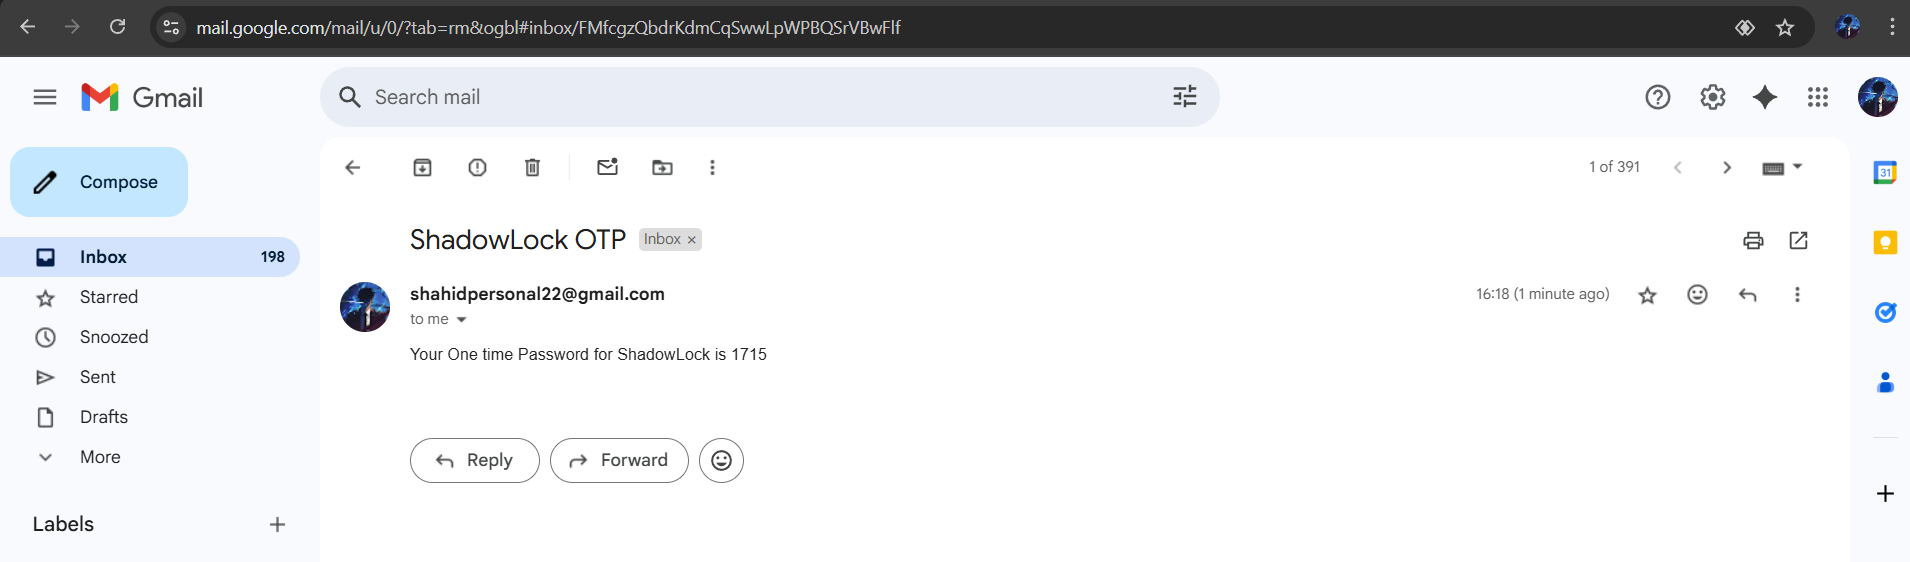 mail.google.com/mail/u/0/?tab=rm&ogbl#inbox/FMfcgzQbdrKdmCqSwwLpWPBQSrVBwFlf
Gmail
Search mail
Compose
1 of 391
ShadowLock OTP
Inbox ×
Inbox 198
shahidpersonal22@gmail.com
16:18 (1 minute ago)
Starred
to me
Snoozed
Your One time Password for ShadowLock is 1715
Sent
Drafts
More
Reply
Forward
Labels
31